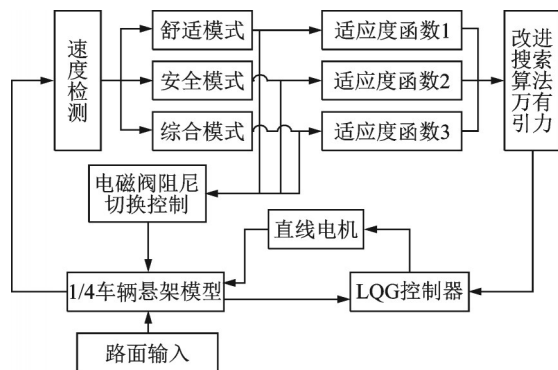 速度检测
舒适模式
适应度函数1
安全模式
适应度函数2
综合模式
适应度函数3
改进
搜索
算法
万有
引力
电磁阀阻尼
切换控制
直线电机
1/4车辆悬架模型
LQG控制器
路面输入